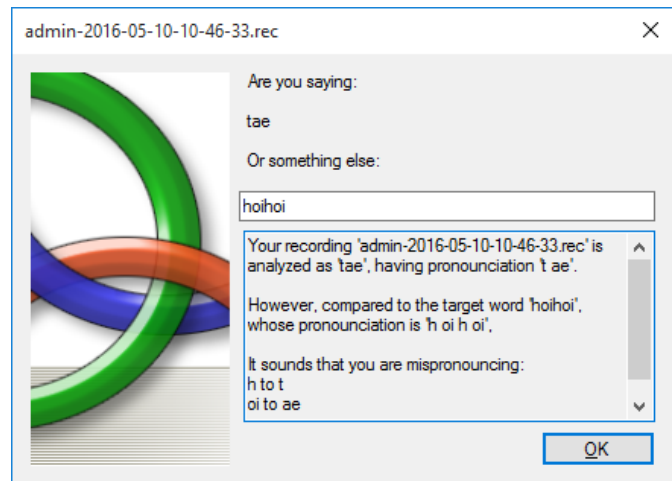 admin-2016-05-10-10-46-33.rec
Are you saying:
tae
Or something else:
hoihoi
Your recording 'admin-2016-05-10-10-46-33.rec' is
analyzed as 'tae', having pronounciation 't ae'.
However, compared to the target word 'hoihoi',
whose pronounciation is 'h oi h oi',
It sounds that you are mispronouncing:
h to t
oi to ae
OK